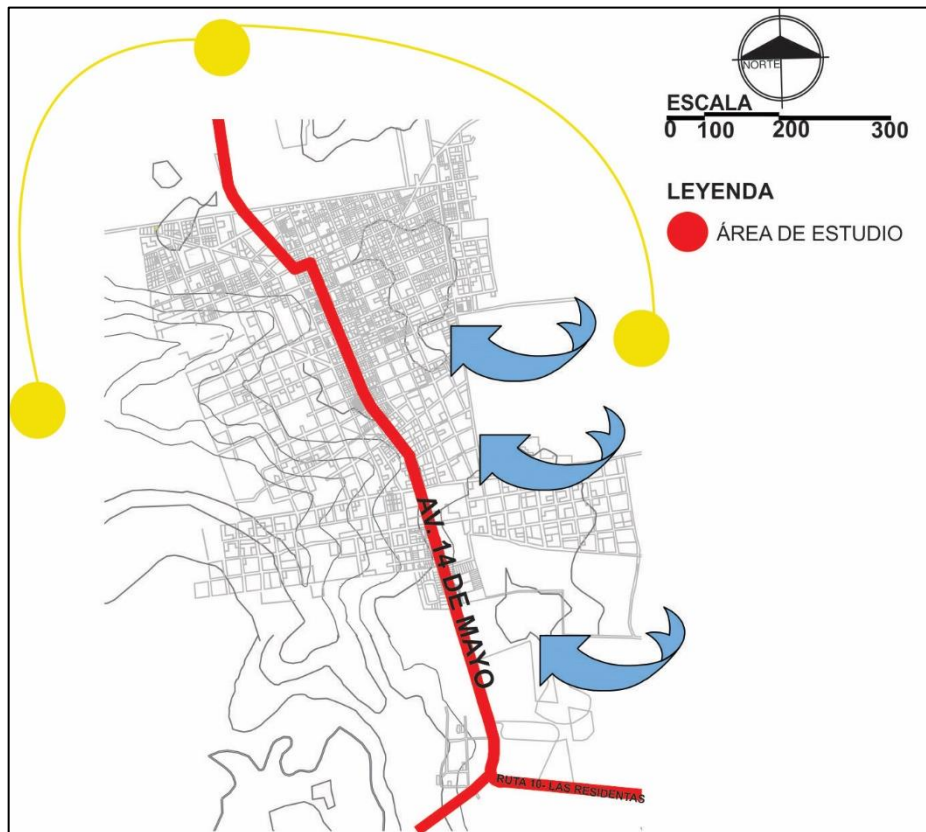 NORTE
ESCALA
0 100 200 300
LEYENDA
ÁREA DE ESTUDIO
AV. 14 DE MAYO
RUTA 10- LAS RESIDENTAS